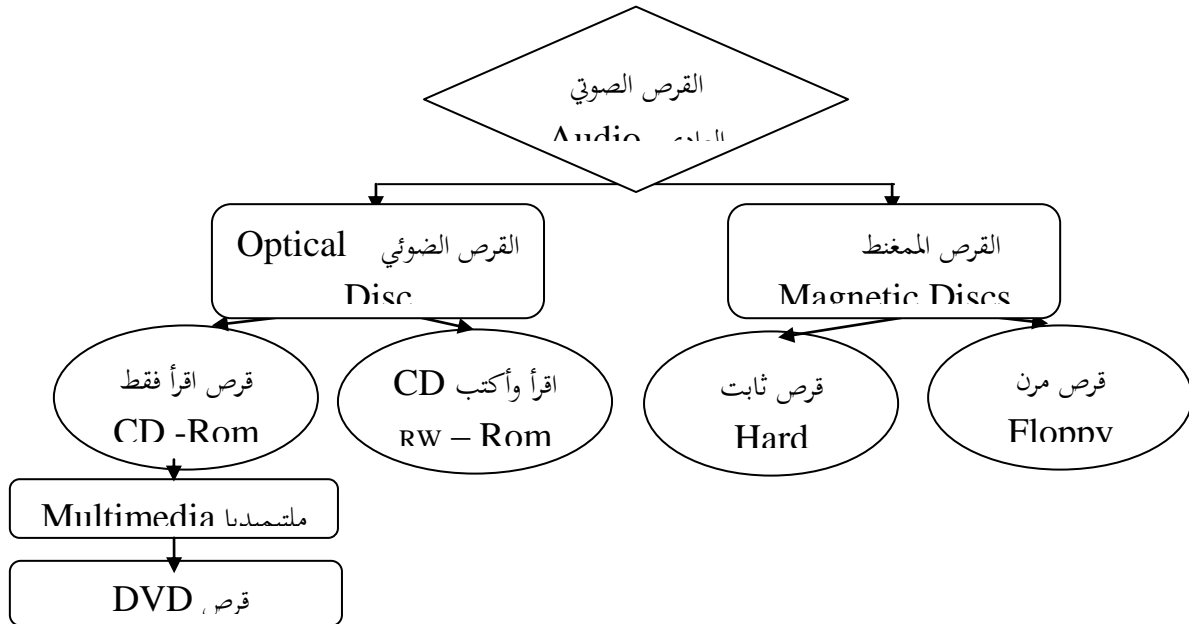 القرص الصوتي
Audio
القرص الممغنط
Magnetic Discs
القرص الضوئي Optical
Disc
قرص مرن
Floppy
قرص ثابت
Hard
اقرأ وأكتب CD
RW – Rom
قرص اقرأ فقط
CD -Rom
ملتيميديا Multimedia
قرص DVD